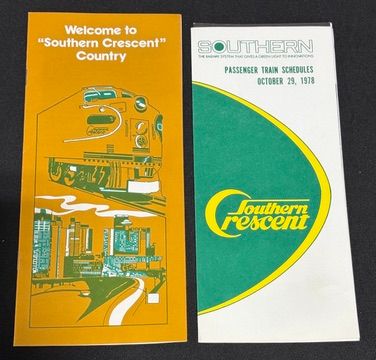 Welcome to
"Southern Crescent"
Country
SOUTHERN
THE RAILWAY SYSTEM THAT GIVES A GREEN LIGHT TO INNOVATIONS
PASSENGER TRAIN SCHEDULES
OCTOBER 29, 1978
Southern
Crescent